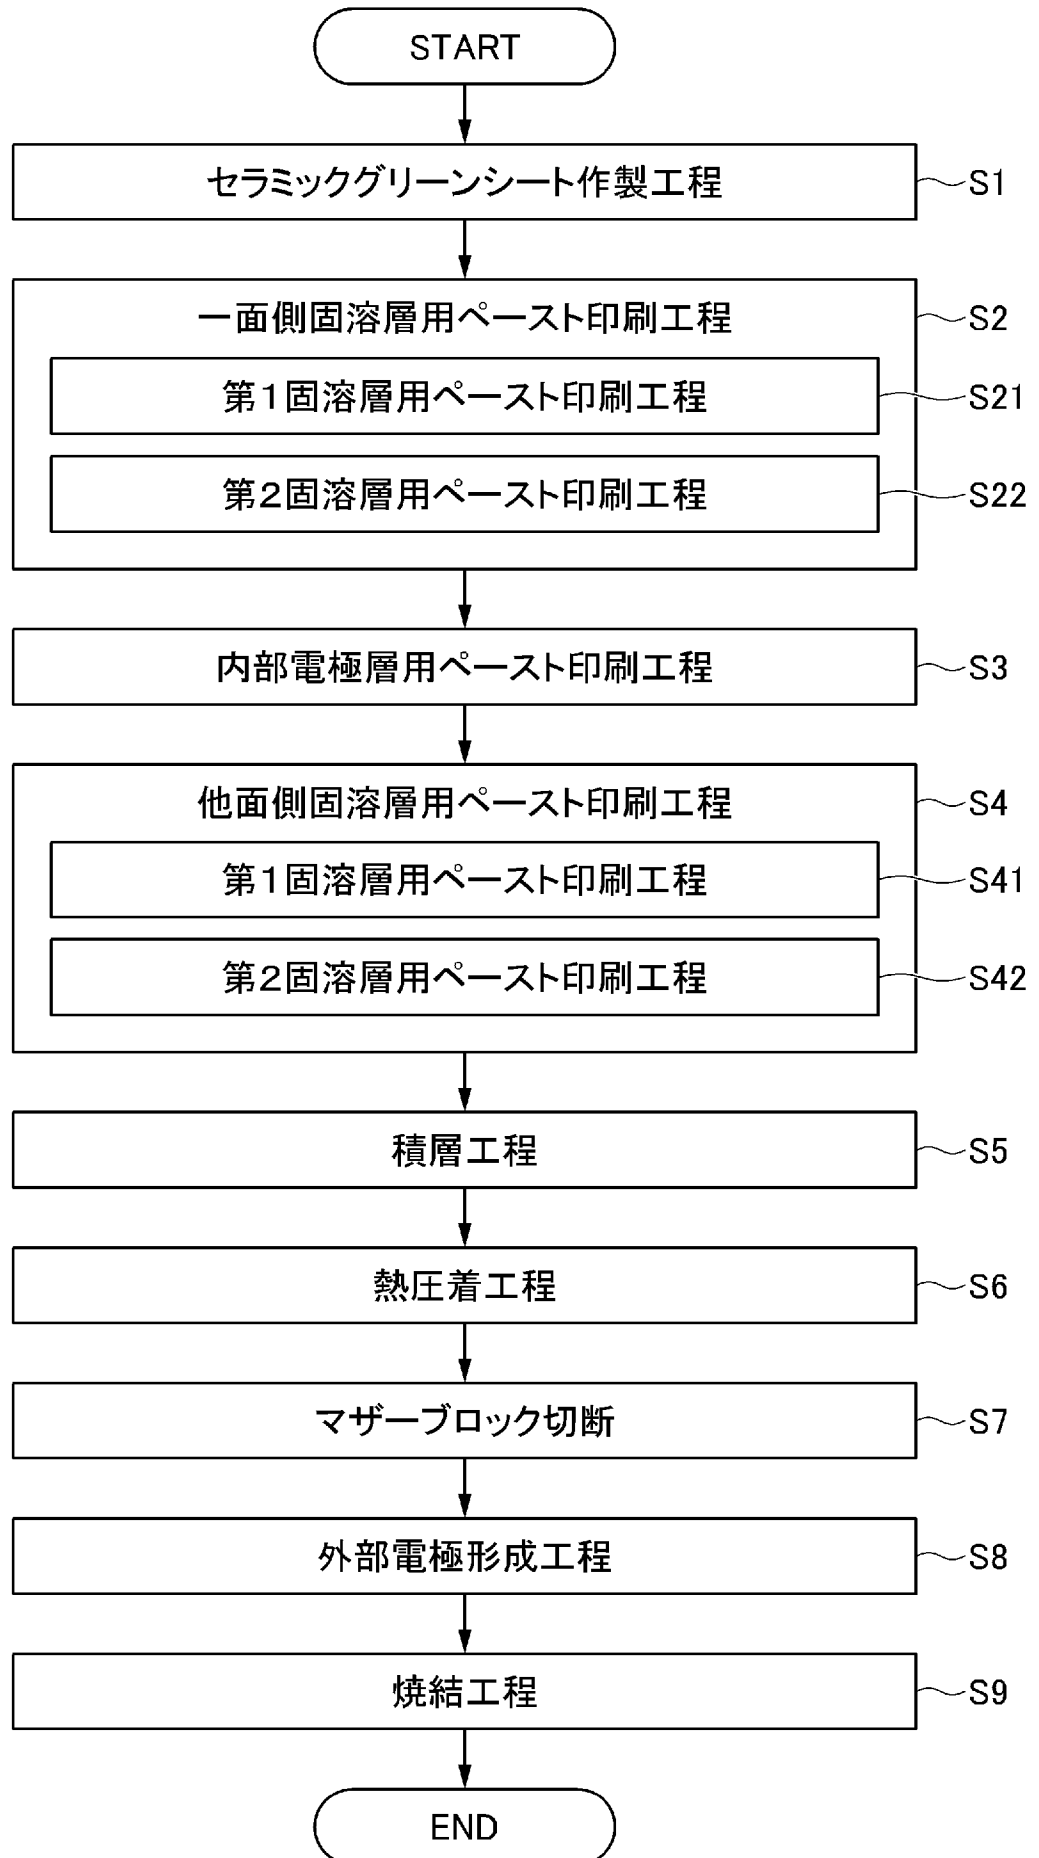 START
セラミックグリーンシート作製工程 S1
一面側固溶層用ペースト印刷工程 S2
第1固溶層用ペースト印刷工程 S21
第2固溶層用ペースト印刷工程 S22
内部電極層用ペースト印刷工程 S3
他面側固溶層用ペースト印刷工程 S4
第1固溶層用ペースト印刷工程 S41
第2固溶層用ペースト印刷工程 S42
積層工程 S5
熱圧着工程 S6
マザーブロック切断 S7
外部電極形成工程 S8
焼結工程 S9
END